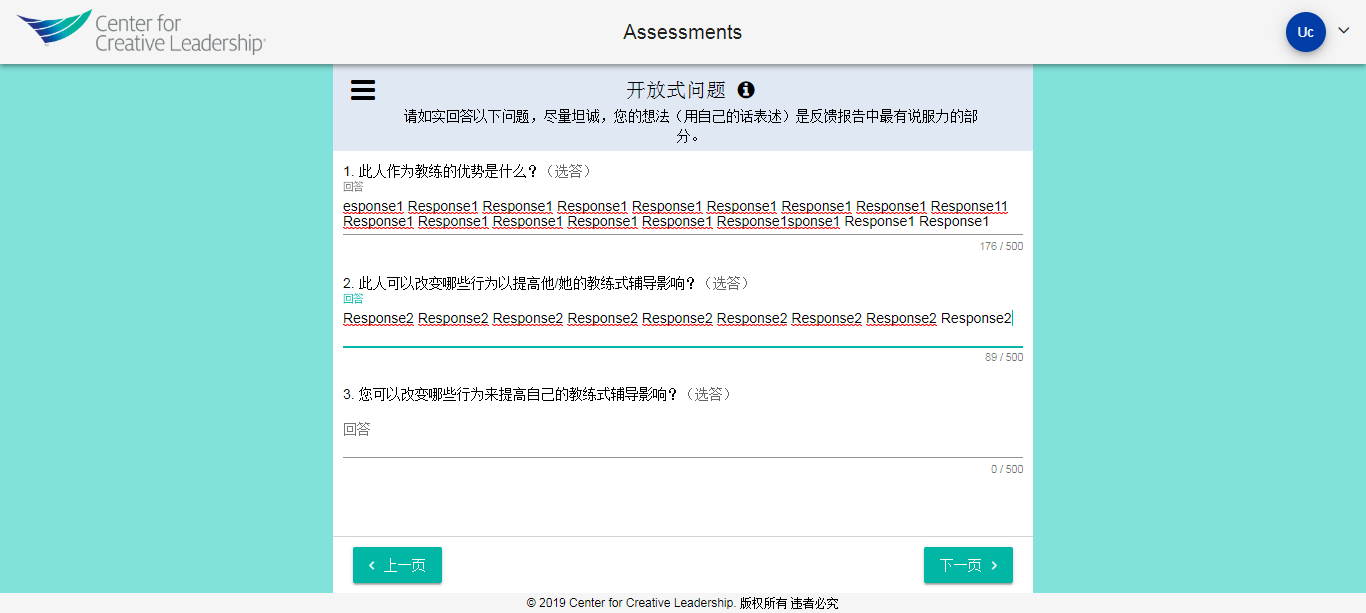 Center for
Creative Leadership®
Assessments
Uc
开放式问题
请如实回答以下问题，尽量坦诚，您的想法（用自己的话表述）是反馈报告中最有说服力的部
分。
1. 此人作为教练的优势是什么？（选答）
回答
esponse1 Response1 Response1 Response1 Response1 Response1 Response1 Response1 Response11
Response1 Response1 Response1 Response1 Response1 Response1sponse1 Response1 Response1
176 / 500
2. 此人可以改变哪些行为以提高他/她的教练式辅导影响？（选答）
回答
Response2 Response2 Response2 Response2 Response2 Response2 Response2 Response2 Response2
89 / 500
3. 您可以改变哪些行为来提高自己的教练式辅导影响？（选答）
回答
0 / 500
上一页
下一页
© 2019 Center for Creative Leadership. 版权所有 违者必究